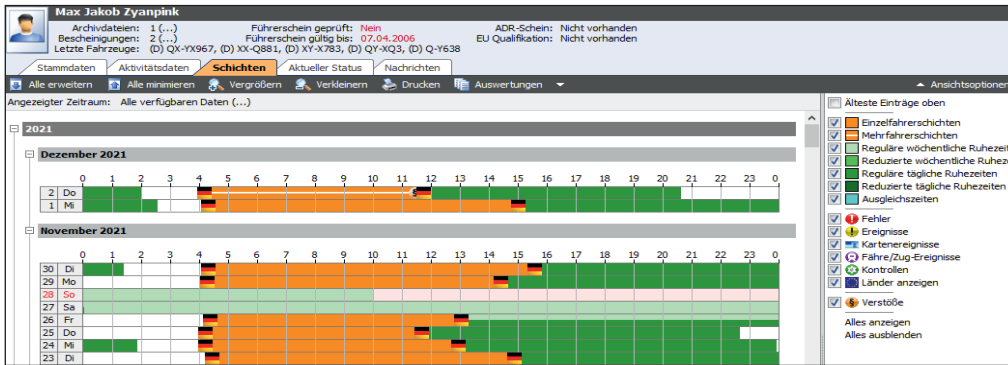 Max Jakob Zyanpink
Archivdateien: 1 (...) Führerschein geprüft: Nein ADR-Schein: Nicht vorhanden
Bescheinigungen: 2 (...) Führerschein gültig bis: 07.04.2006 EU Qualifikation: Nicht vorhanden
Letzte Fahrzeuge: (D) QX-YX967, (D) XX-Q881, (D) XY-X783, (D) QY-XQ3, (D) Q-Y638
Stammdaten Aktivitätsdaten Schichten Aktueller Status Nachrichten
Alle erweitern Alle minimieren Vergrößern Verkleinern Drucken Auswertungen Ansichtsoptionen
Angezeigter Zeitraum: Alle verfügbaren Daten (...)
2021
Dezember 2021
0 1 2 3 4 5 6 7 8 9 10 11 12 13 14 15 16 17 18 19 20 21 22 23 0
2 Do §
1 Mi
November 2021
0 1 2 3 4 5 6 7 8 9 10 11 12 13 14 15 16 17 18 19 20 21 22 23 0
30 Di
29 Mo
28 So
27 Sa
26 Fr
25 Do
24 Mi
23 Di
Älteste Einträge oben
Einzelfahrerschichten
Mehrfahrerschichten
Reguläre wöchentliche Ruhezeit
Reduzierte wöchentliche Ruheze
Reguläre tägliche Ruhezeiten
Reduzierte tägliche Ruhezeiten
Ausgleichszeiten
Fehler
Ereignisse
Kartenereignisse
Fähre/Zug-Ereignisse
Kontrollen
Länder anzeigen
§ Verstöße
Alles anzeigen
Alles ausblenden